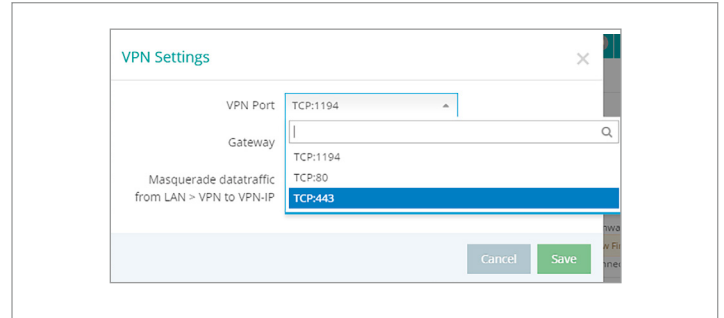 VPN Settings
VPN Port TCP:1194
Gateway
TCP:1194
Masquerade datatraffic
from LAN > VPN to VPN-IP
TCP:80
TCP:443
Cancel Save